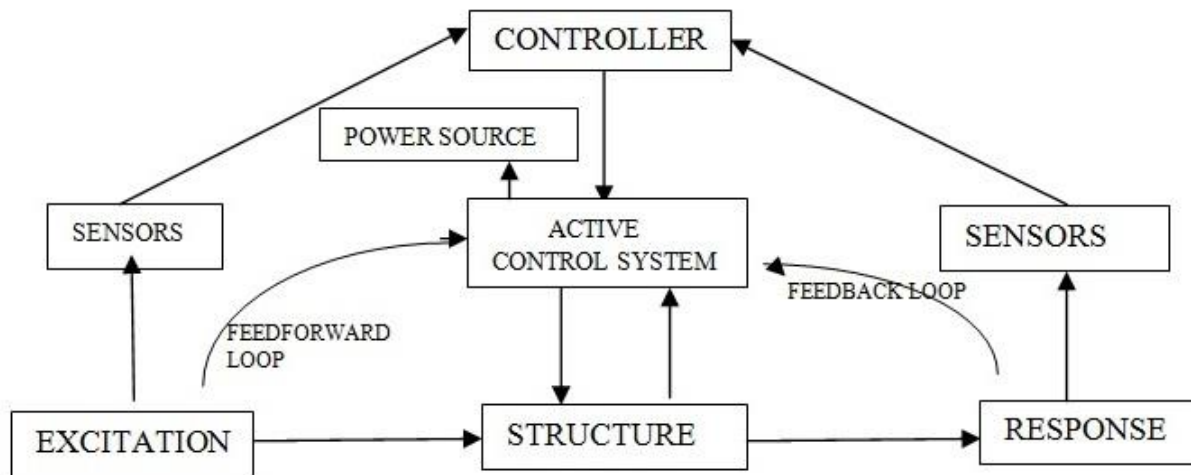 CONTROLLER
POWER SOURCE
SENSORS
ACTIVE
CONTROL SYSTEM
SENSORS
FEEDBACK LOOP
FEEDFORWARD
LOOP
EXCITATION
STRUCTURE
RESPONSE